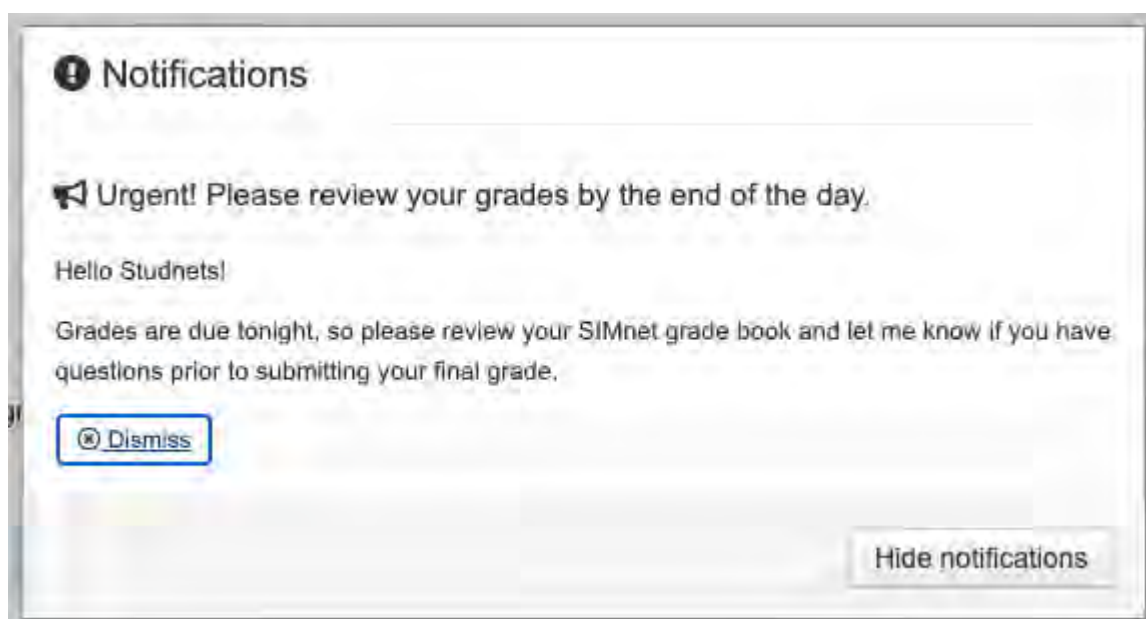 Notifications
Urgent! Please review your grades by the end of the day.
Hello Studnets!
Grades are due tonight, so please review your SIMnet grade book and let me know if you have
questions prior to submitting your final grade.
Dismiss
Hide notifications